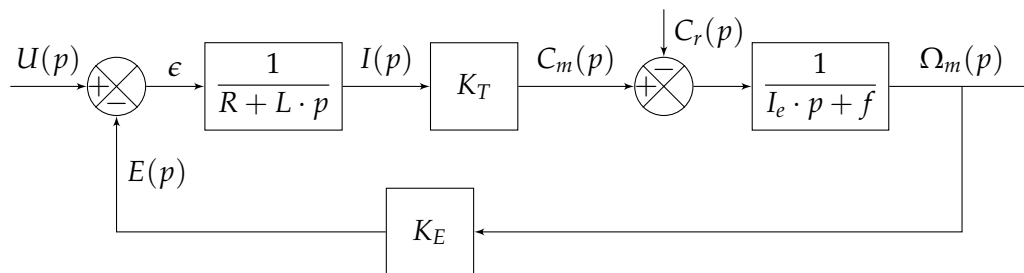 C_r(p)
U(p)
+
−
ϵ
1
R + L · p
I(p)
K_T
C_m(p)
+
−
1
I_e · p + f
Ω_m(p)
E(p)
K_E